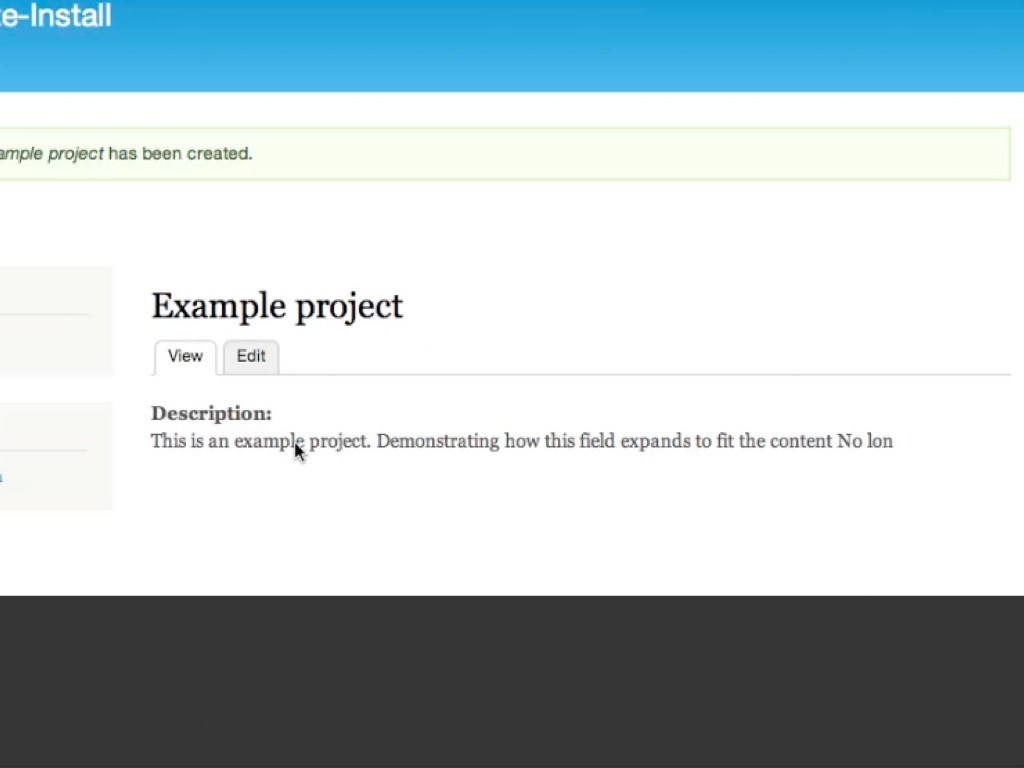 e-Install
ample project has been created.
Example project
View Edit
Description:
This is an example project. Demonstrating how this field expands to fit the content No lon